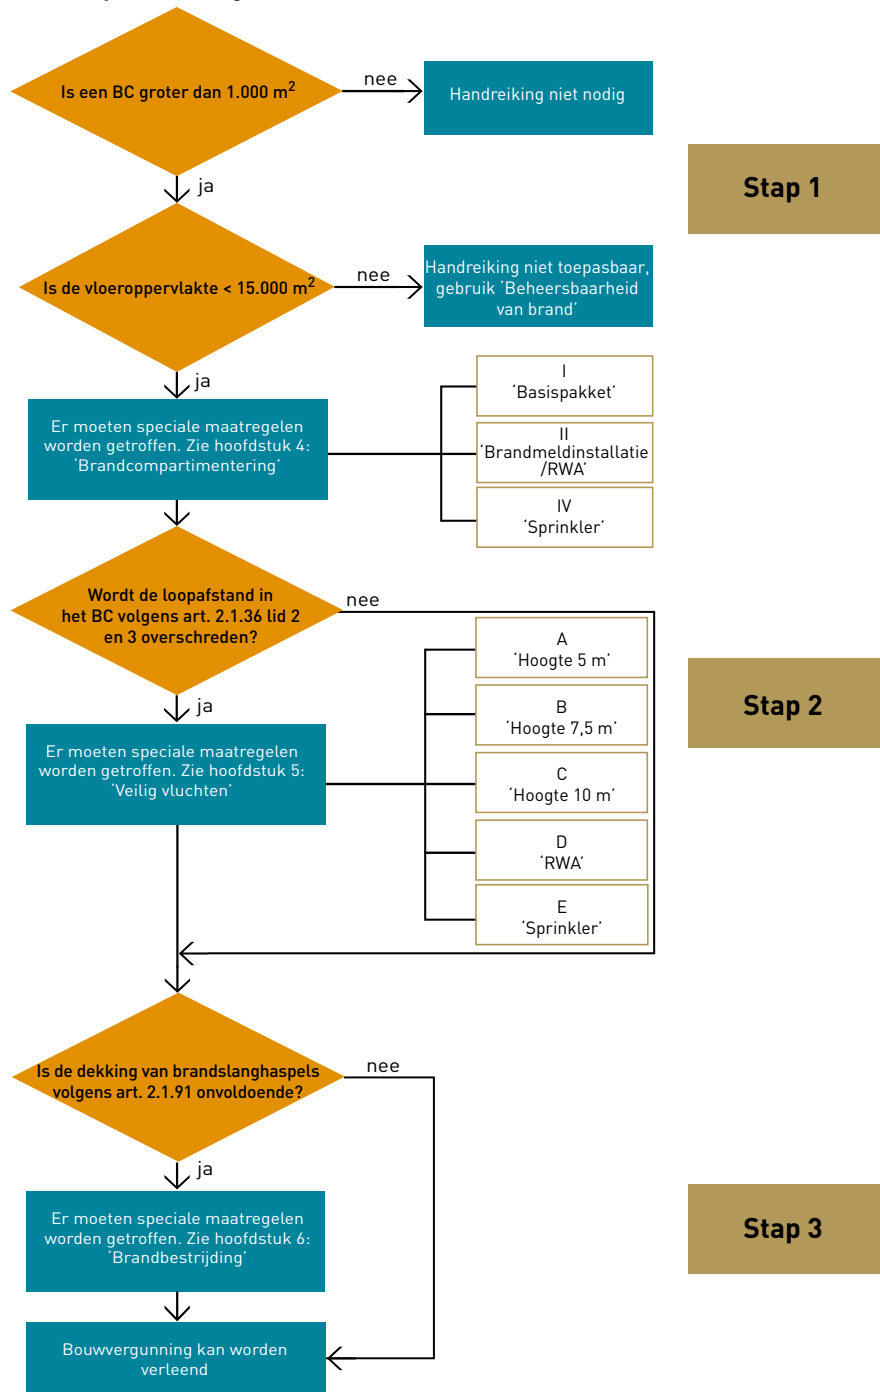 Is een BC groter dan 1.000 m²
nee
Handreiking niet nodig
Stap 1
ja
Is de vloeroppervlakte < 15.000 m²
nee
Handreiking niet toepasbaar,
gebruik ‘Beheersbaarheid
van brand’
ja
Er moeten speciale maatregelen
worden getroffen. Zie hoofdstuk 4:
‘Brandcompartimentering’
I
‘Basispakket’
II
‘Brandmeldinstallatie
/RWA’
IV
‘Sprinkler’
Wordt de loopafstand in
het BC volgens art. 2.1.36 lid 2
en 3 overschreden?
nee
Stap 2
ja
Er moeten speciale maatregelen
worden getroffen. Zie hoofdstuk 5:
‘Veilig vluchten’
A
‘Hoogte 5 m’
B
‘Hoogte 7,5 m’
C
‘Hoogte 10 m’
D
‘RWA’
E
‘Sprinkler’
Is de dekking van brandslanghaspels
volgens art. 2.1.91 onvoldoende?
nee
ja
Er moeten speciale maatregelen
worden getroffen. Zie hoofdstuk 6:
‘Brandbestrijding’
Stap 3
Bouwvergunning kan worden
verleend